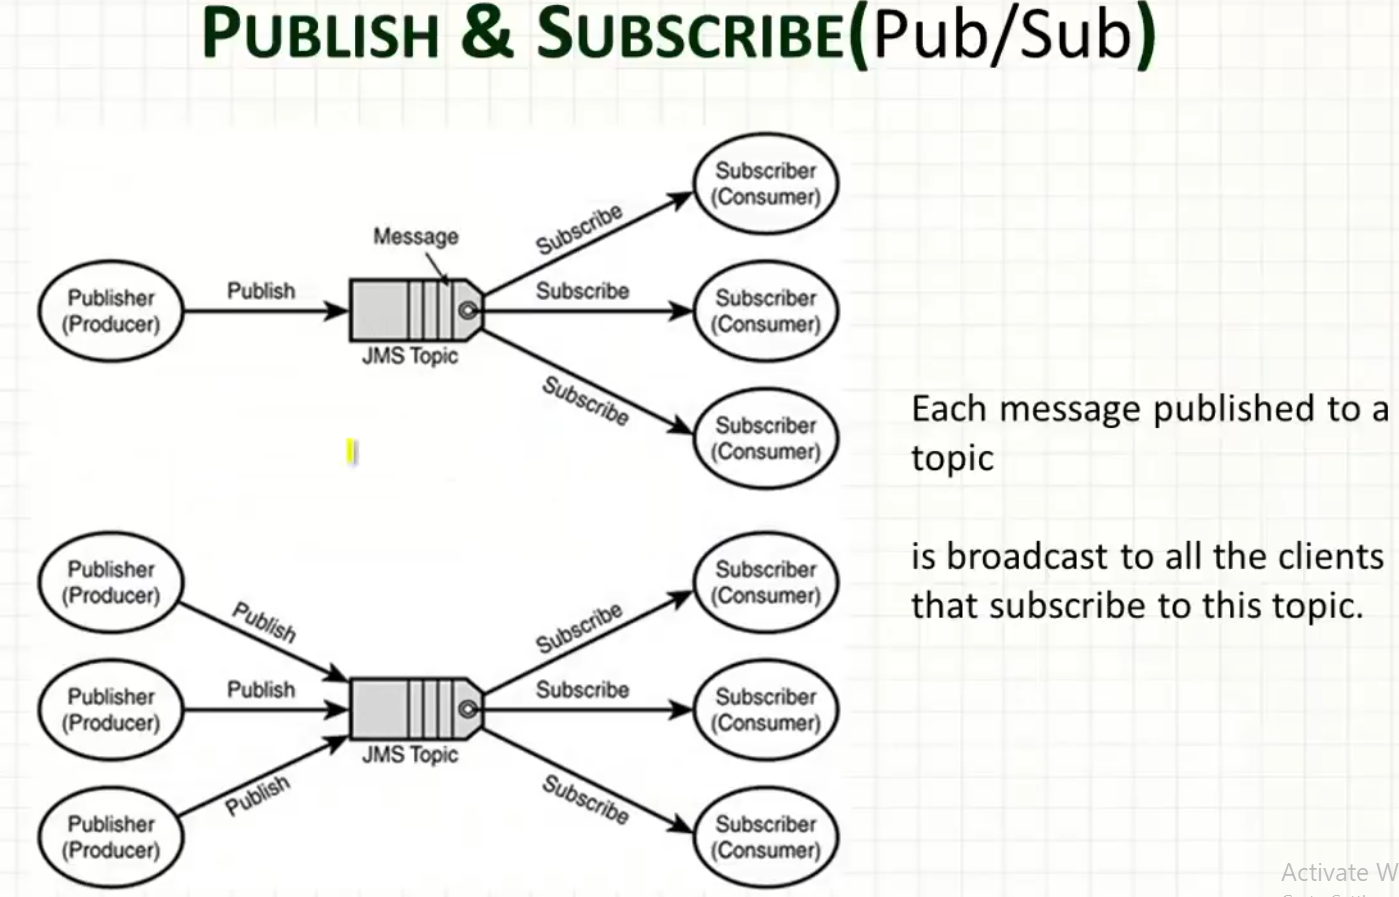 PUBLISH & SUBSCRIBE(Pub/Sub)
Subscriber
(Consumer)
Subscribe
Message
Publisher
(Producer)
Publish
JMS Topic
Subscribe
Subscriber
(Consumer)
Subscribe
Subscriber
(Consumer)
Each message published to a
topic
is broadcast to all the clients
that subscribe to this topic.
Publisher
(Producer)
Publish
Subscribe
Subscriber
(Consumer)
Publisher
(Producer)
Publish
JMS Topic
Subscribe
Subscriber
(Consumer)
Publisher
(Producer)
Publish
Subscribe
Subscriber
(Consumer)
Activate W